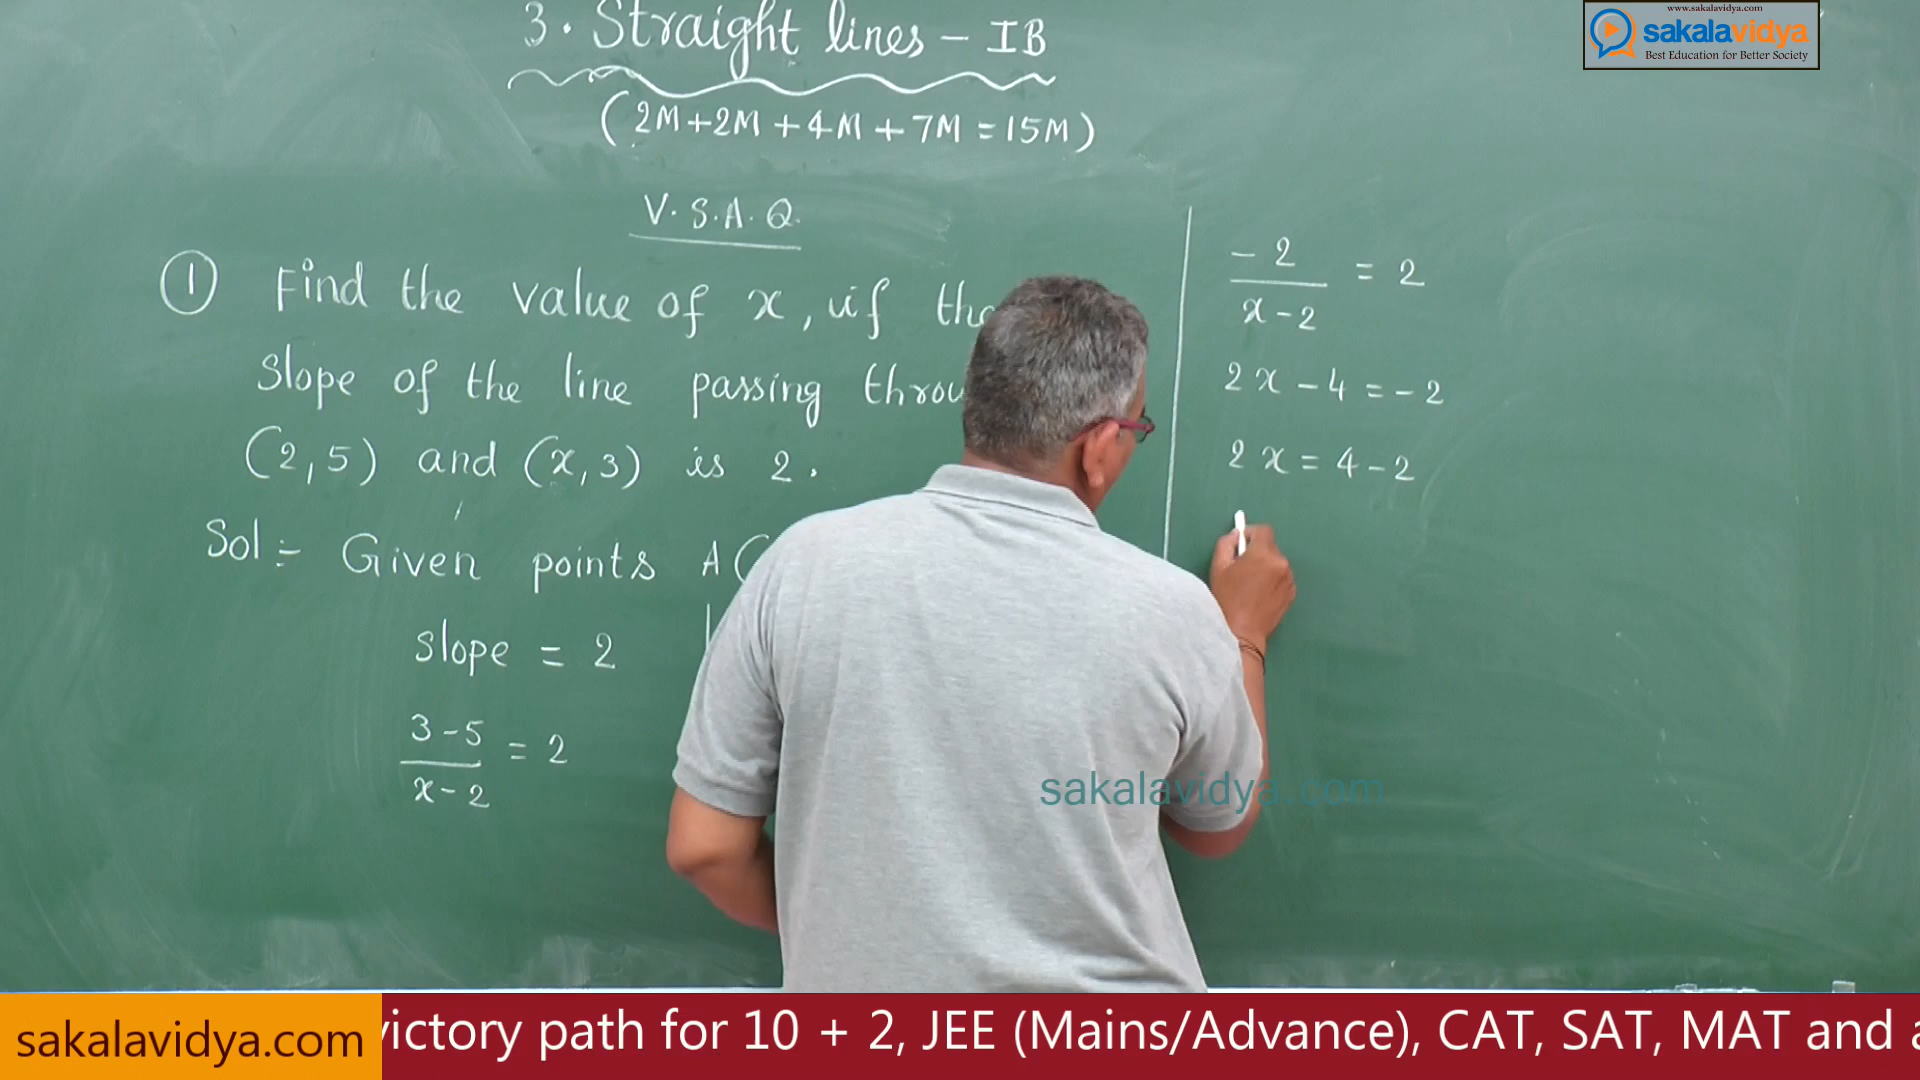 3. Straight lines - IB
(2M+2M+4M+7M=15M)
V.S.A.Q.
① Find the value of x, if the
slope of the line passing
(2,5) and (x,3) is 2.
Sol:- Given points A(
slope = 2
3-5
x-2
= 2
-2
x-2
= 2
2x-4=-2
2x=4-2
www.sakalavidya.com
sakalavidya
Best Education for Better Society
sakalavidya.com
sakalavidya.com
victory path for 10 + 2, JEE (Mains/Advance), CAT, SAT, MAT and a